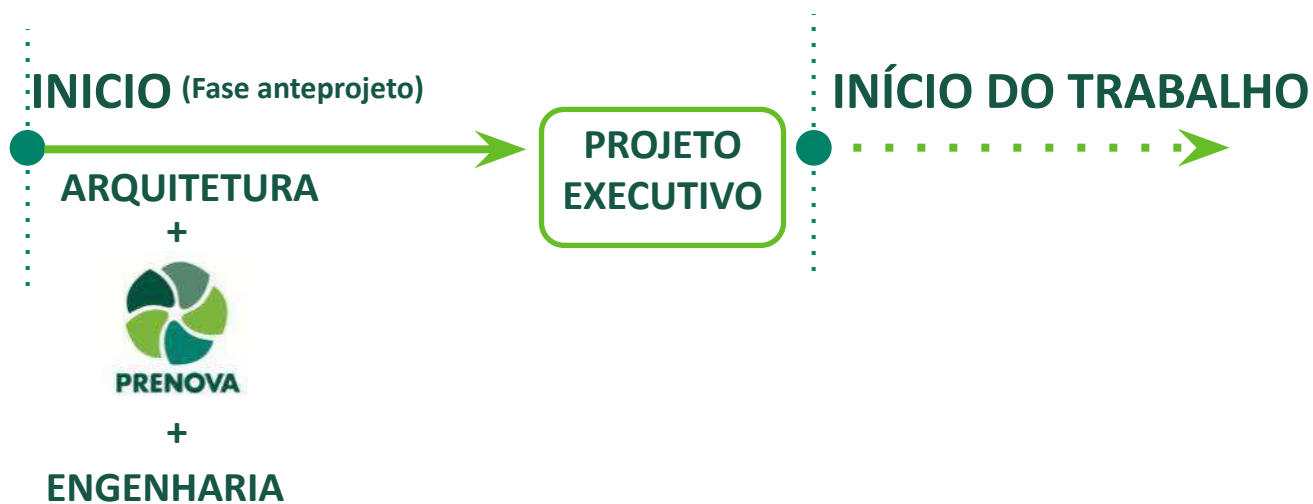 INICIO (Fase anteprojeto)
INÍCIO DO TRABALHO
PROJETO
EXECUTIVO
ARQUITETURA
+
PRENOVA
+
ENGENHARIA